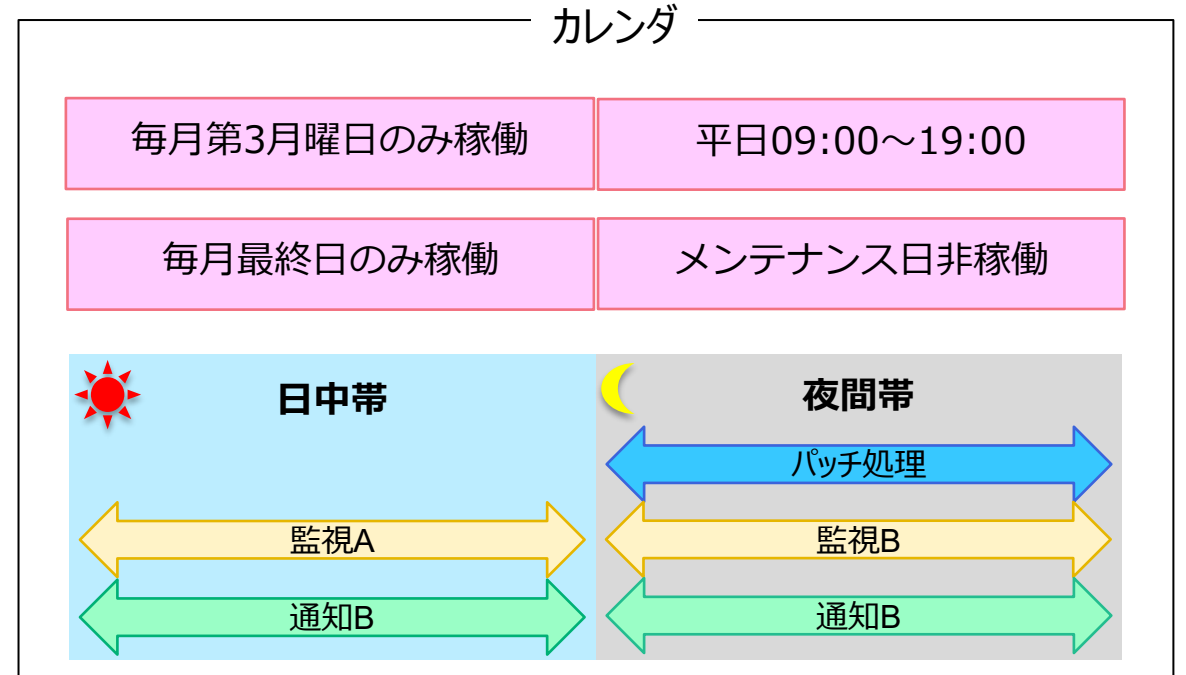 カレンダ
毎月第3月曜日のみ稼働
平日09:00～19:00
毎月最終日のみ稼働
メンテナンス日非稼働
日中帯
夜間帯
パッチ処理
監視A
監視B
通知B
通知B